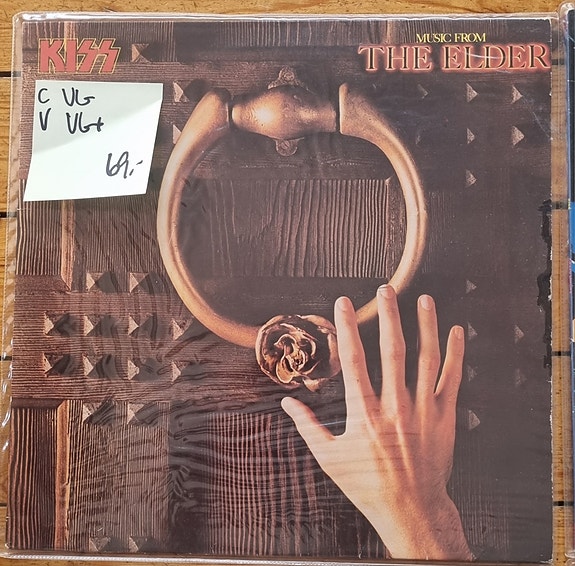 KISS
MUSIC FROM
THE ELDER
C VG
V VG+
69,-